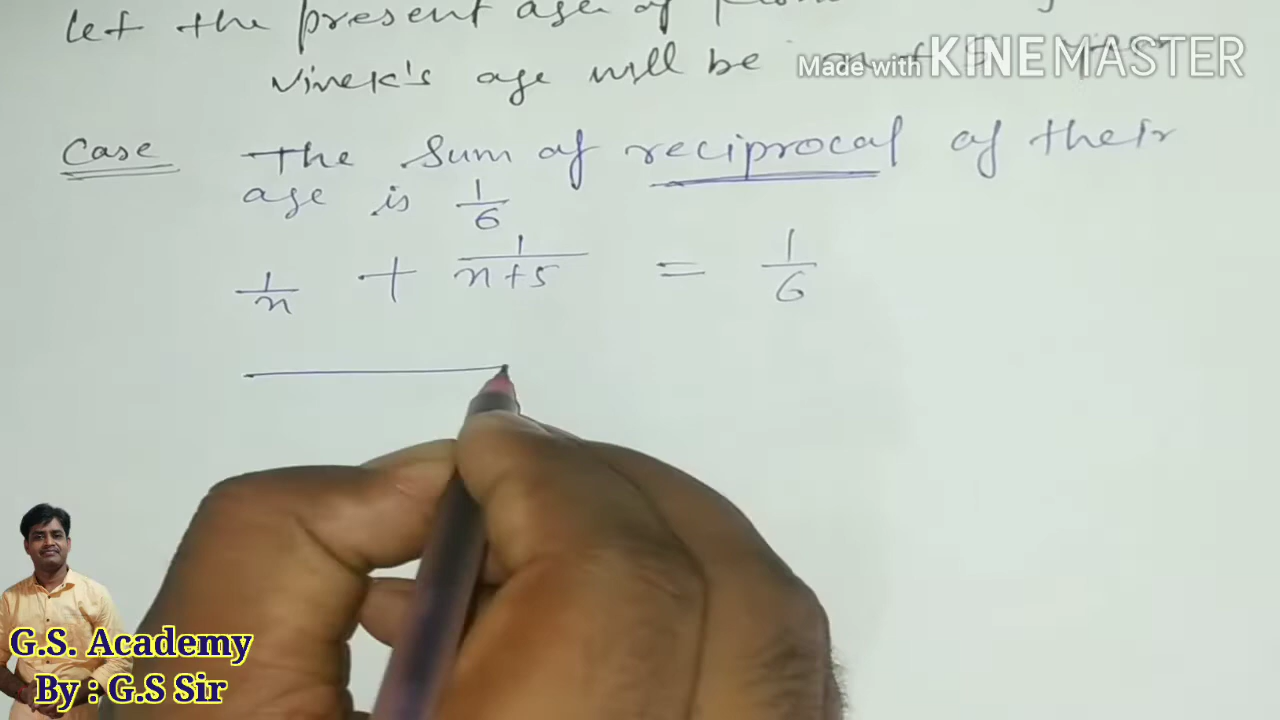 let the present age of
Vivek's age will be
Made with KINEMASTER
Case The Sum of reciprocal of their
age is 1/6
1/x + 1/x+5 = 1/6
G.S. Academy
By : G.S Sir